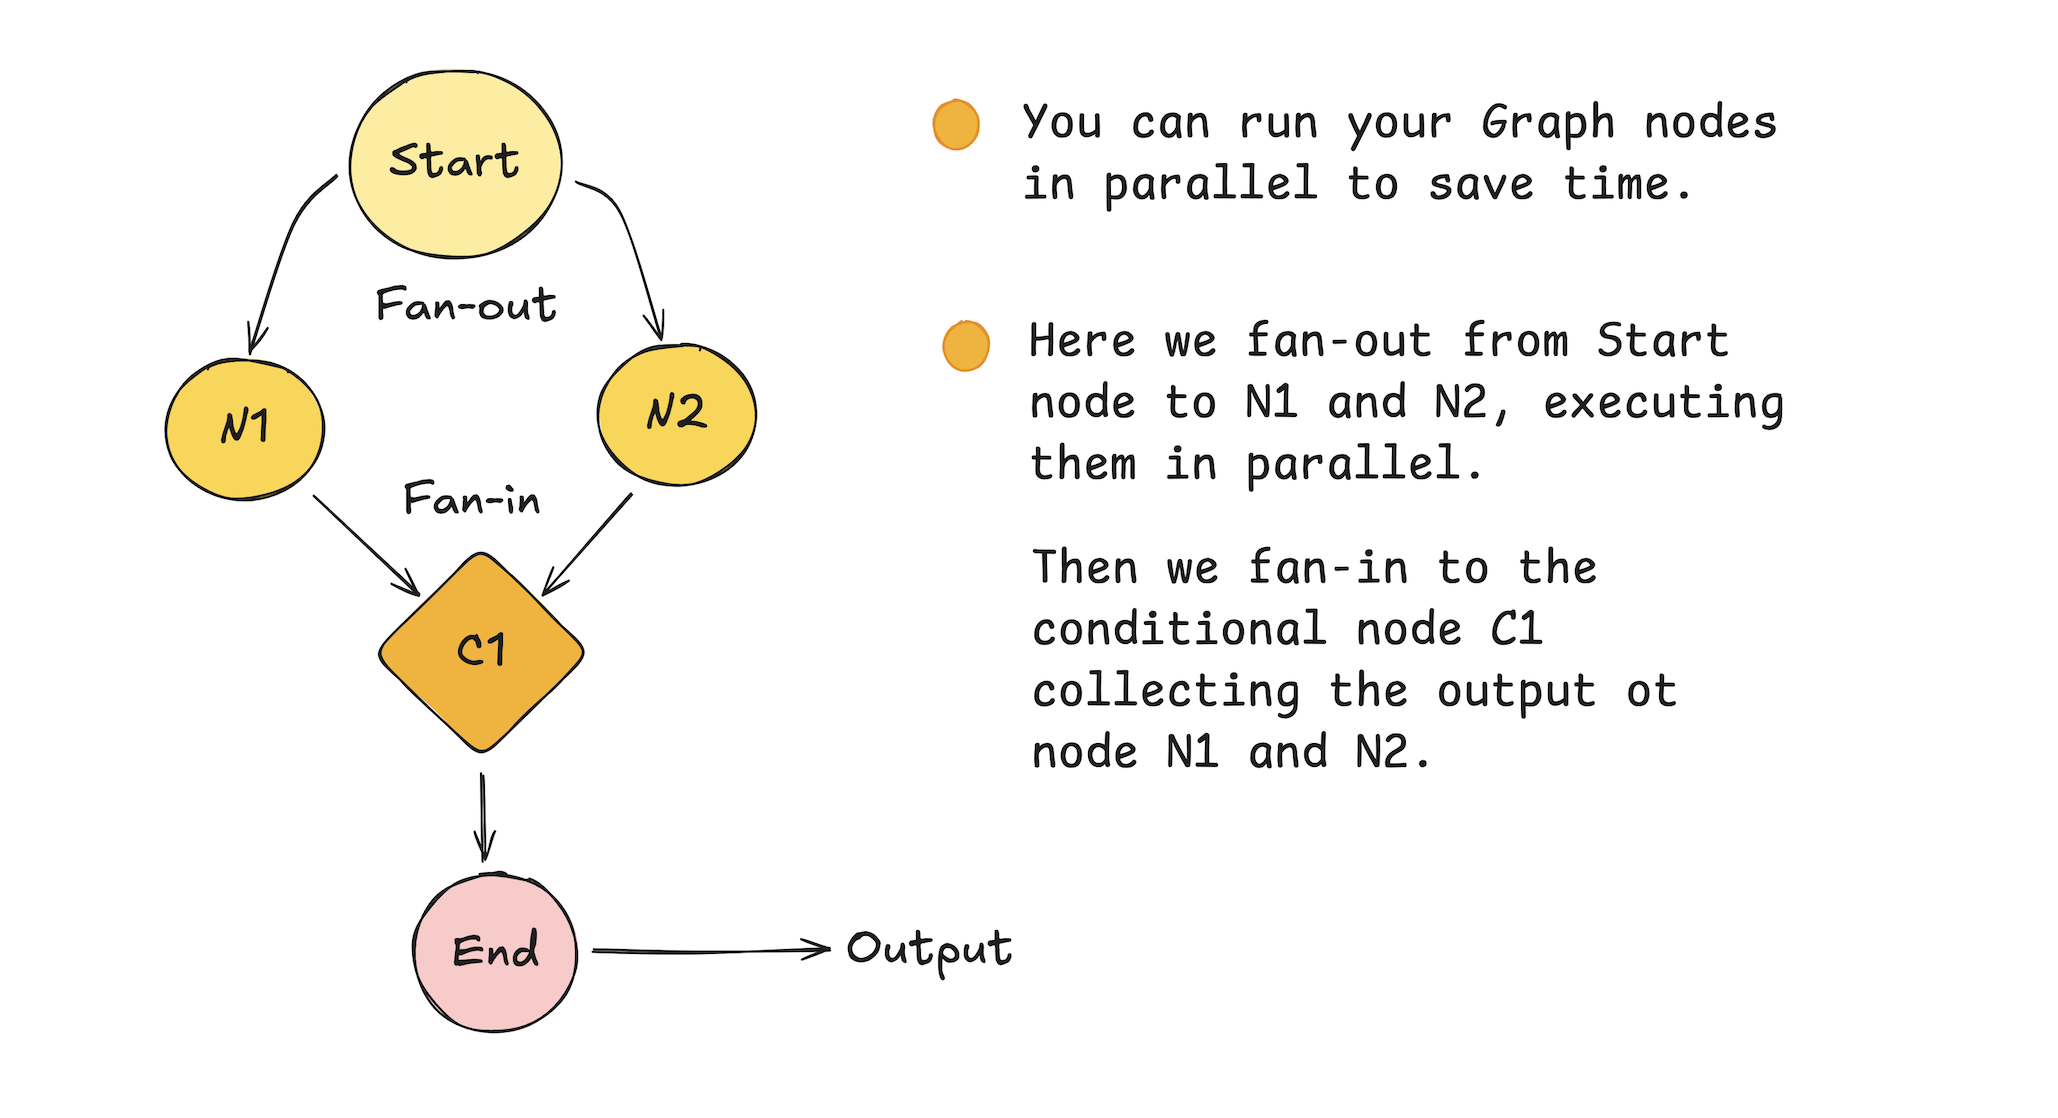 Start
Fan-out
N1
N2
Fan-in
C1
End
Output
You can run your Graph nodes
in parallel to save time.
Here we fan-out from Start
node to N1 and N2, executing
them in parallel.
Then we fan-in to the
conditional node C1
collecting the output ot
node N1 and N2.